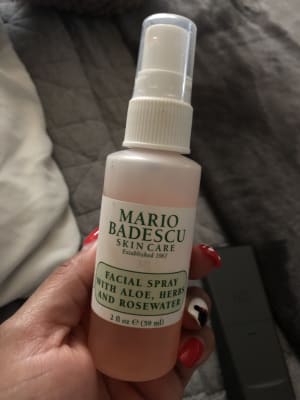 MARIO
BADESCU
SKIN CARE
Established 1967
FACIAL SPRAY
WITH ALOE, HERBS
AND ROSEWATER
2 fl oz ℮ (59 ml)